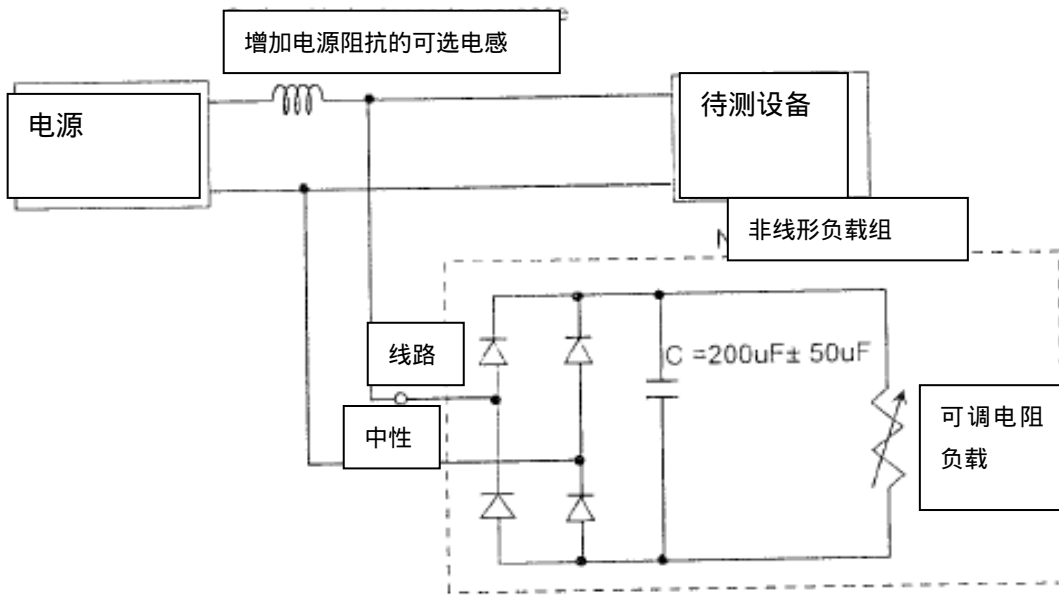 增加电源阻抗的可选电感
电源
待测设备
非线形负载组
线路
C =200uF± 50uF
中性
可调电阻
负载